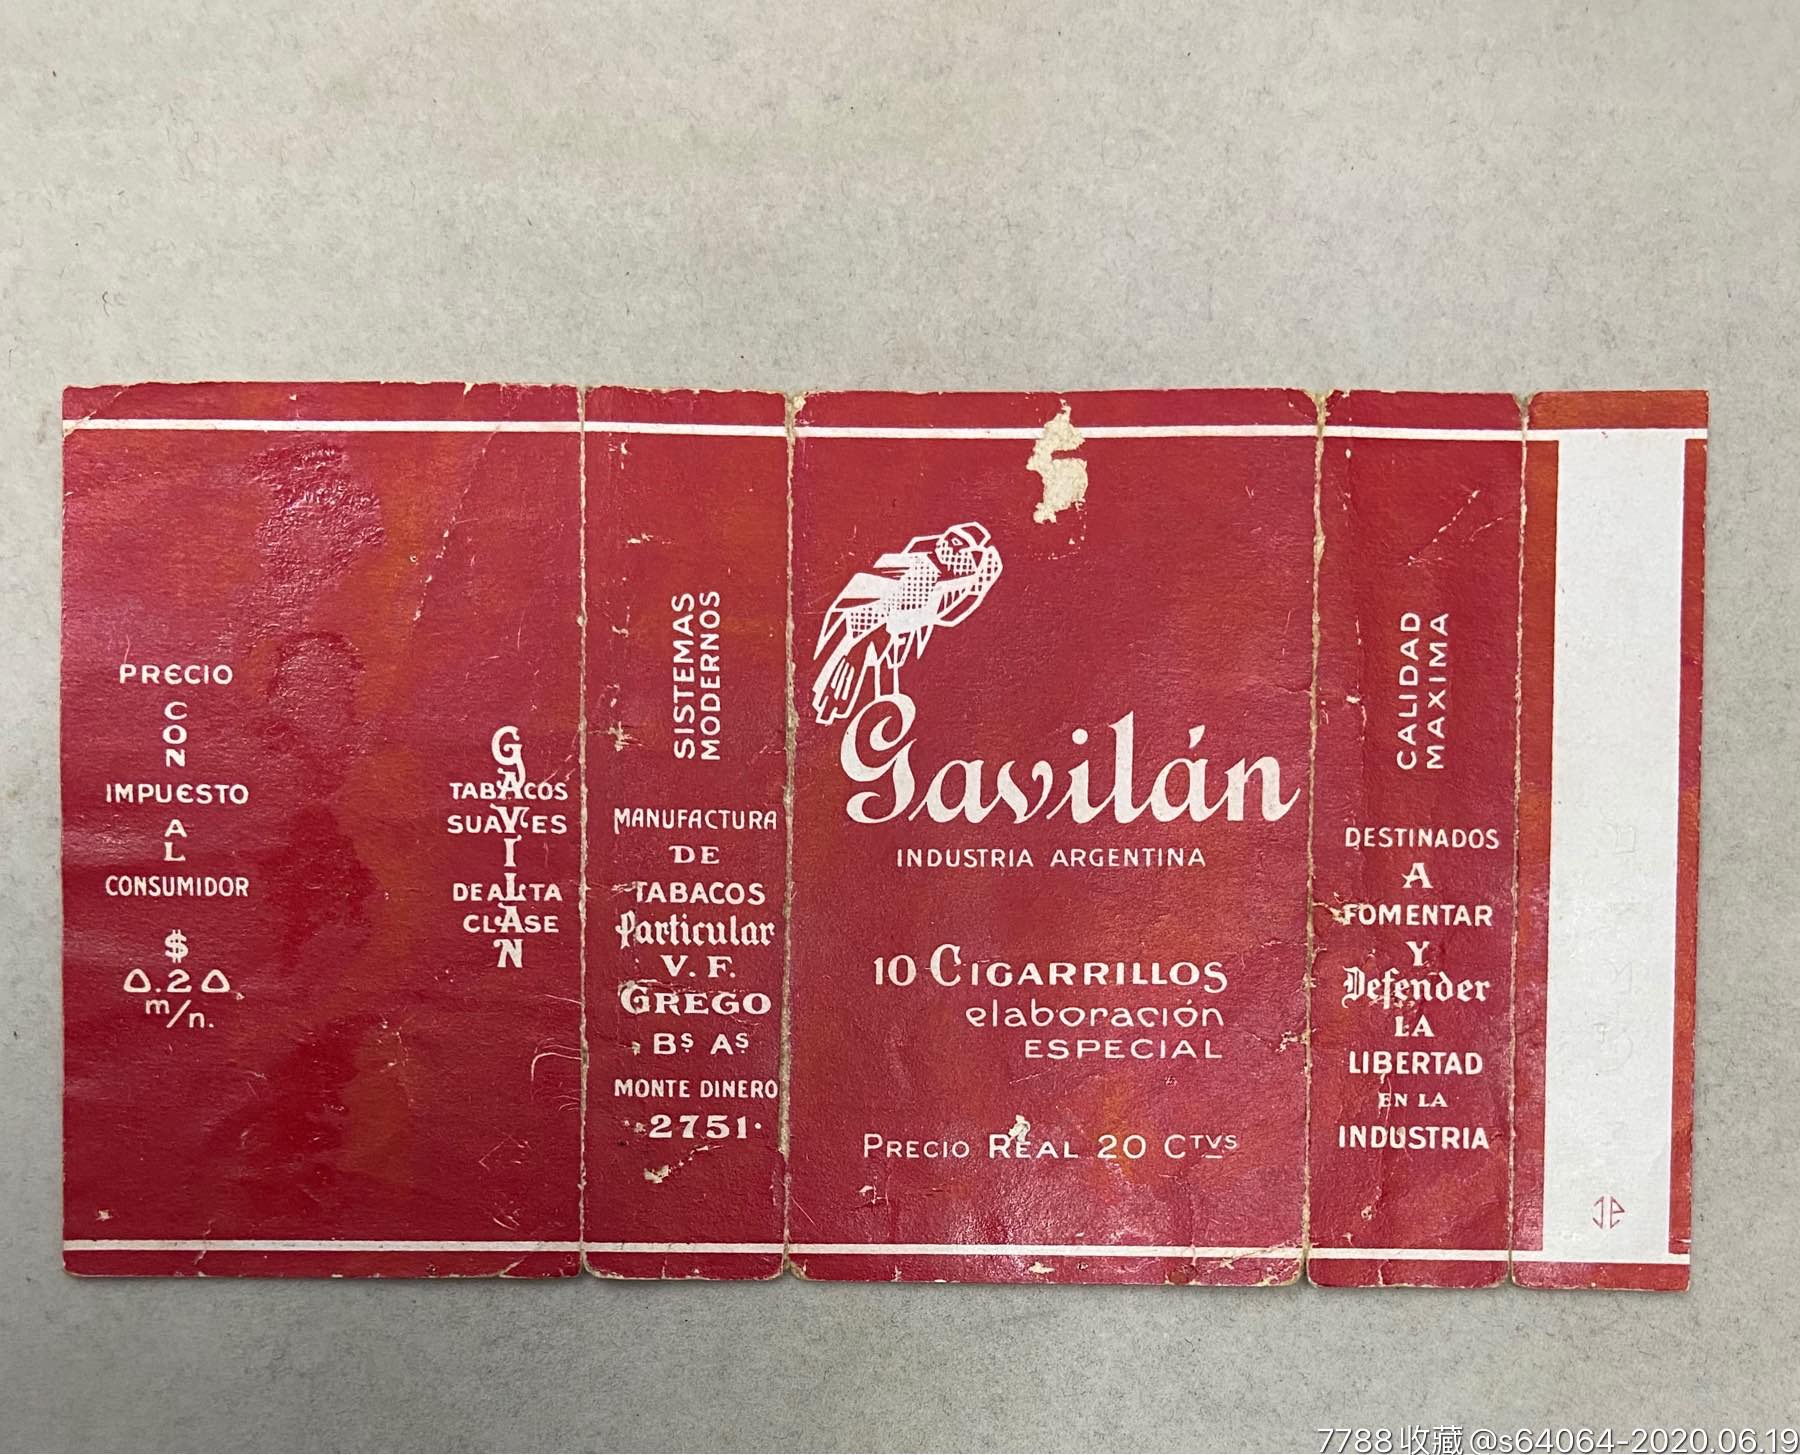 PRECIO
CON
IMPUESTO
AL
CONSUMIDOR
$
0.20
m/n.
GAVILAN
TABACOS
SUAVES
DE ALTA
CLASE
SISTEMAS
MODERNOS
MANUFACTURA
DE
TABACOS
Particular
V. F.
GREGO
Bs As
MONTE DINERO
2751
Gavilán
INDUSTRIA ARGENTINA
10 CIGARRILLOS
elaboración
ESPECIAL
PRECIO REAL 20 CTVS
CALIDAD
MAXIMA
DESTINADOS
A
FOMENTAR
Y
Defender
LA
LIBERTAD
EN LA
INDUSTRIA
7788收藏@s64064-2020.06.19